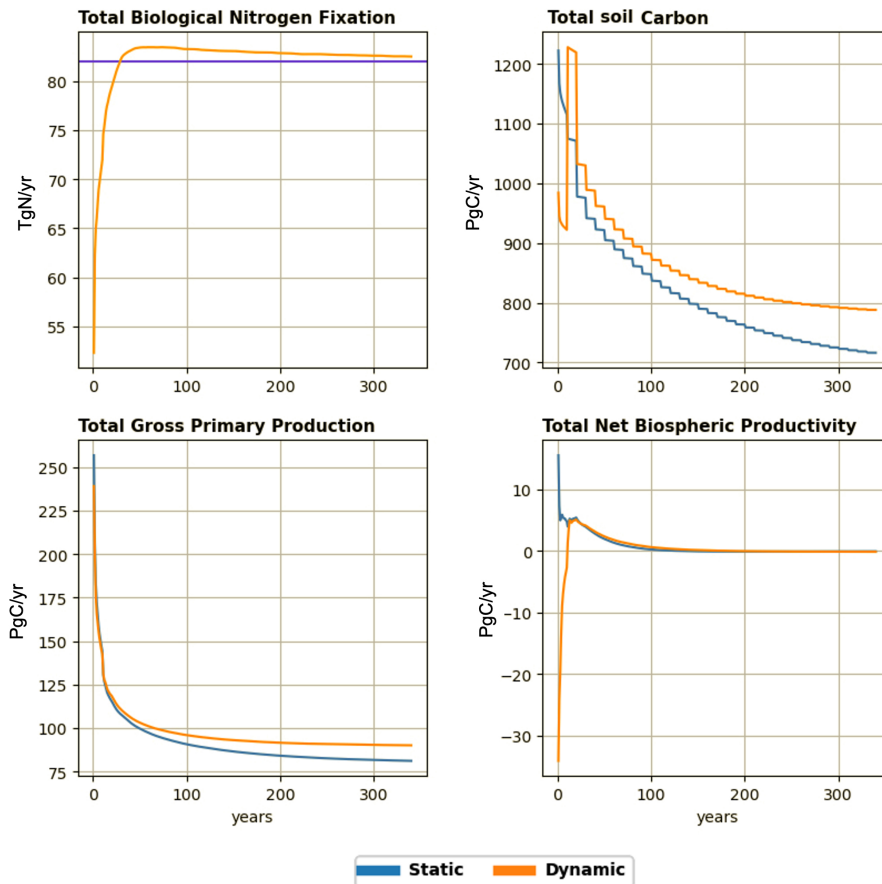 Total Biological Nitrogen Fixation
TgN/yr
80
75
70
65
60
55
0 100 200 300
Total soil Carbon
PgC/yr
1200
1100
1000
900
800
700
0 100 200 300
Total Gross Primary Production
PgC/yr
250
225
200
175
150
125
100
75
0 100 200 300
years
Total Net Biospheric Productivity
PgC/yr
10
0
−10
−20
−30
0 100 200 300
years
Static Dynamic